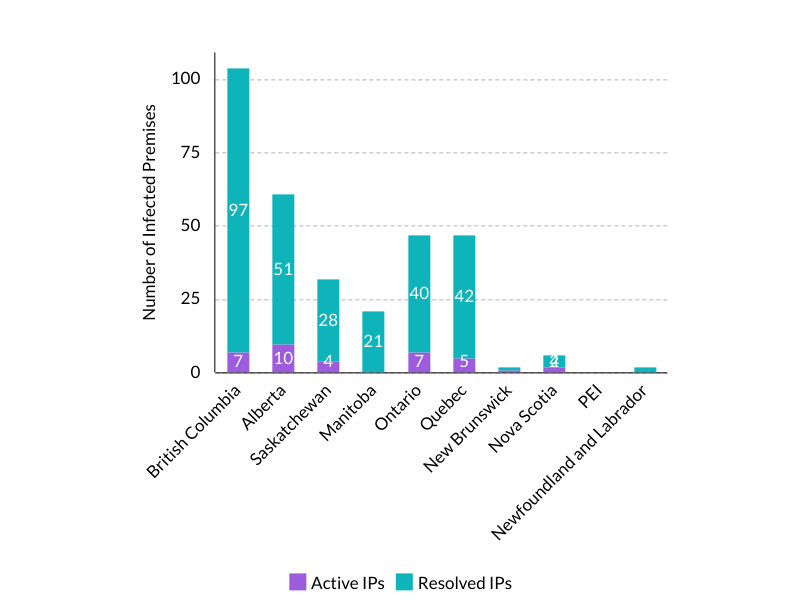 Number of Infected Premises
100
75
50
25
0
97
7
51
10
28
4
21
40
7
42
5
British Columbia
Alberta
Saskatchewan
Manitoba
Ontario
Quebec
New Brunswick
Nova Scotia
PEI
Newfoundland and Labrador
Active IPs
Resolved IPs